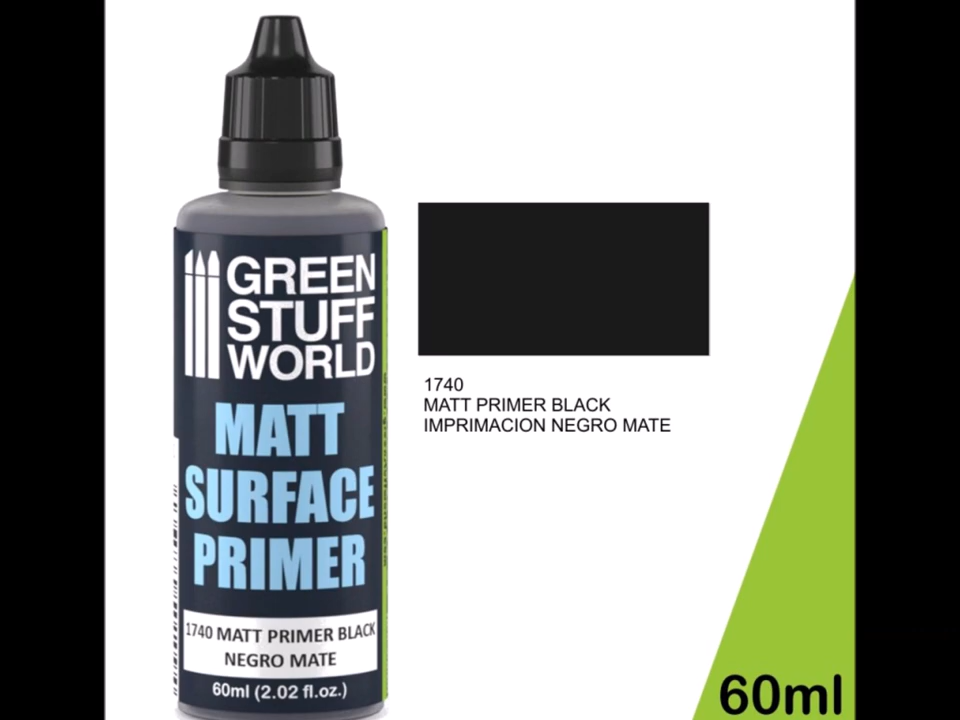 GREEN
STUFF
WORLD
MATT
SURFACE
PRIMER
1740 MATT PRIMER BLACK
NEGRO MATE
60ml (2.02 fl.oz.)
1740
MATT PRIMER BLACK
IMPRIMACION NEGRO MATE
60ml